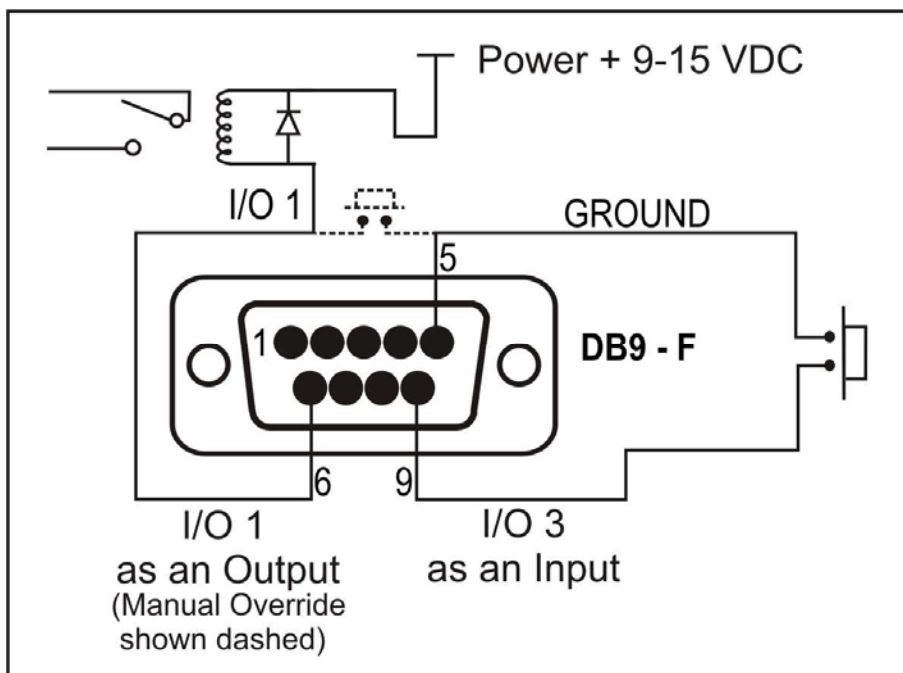 Power + 9-15 VDC
I/O 1
GROUND
5
1
DB9 - F
6
9
I/O 1
as an Output
(Manual Override
shown dashed)
I/O 3
as an Input